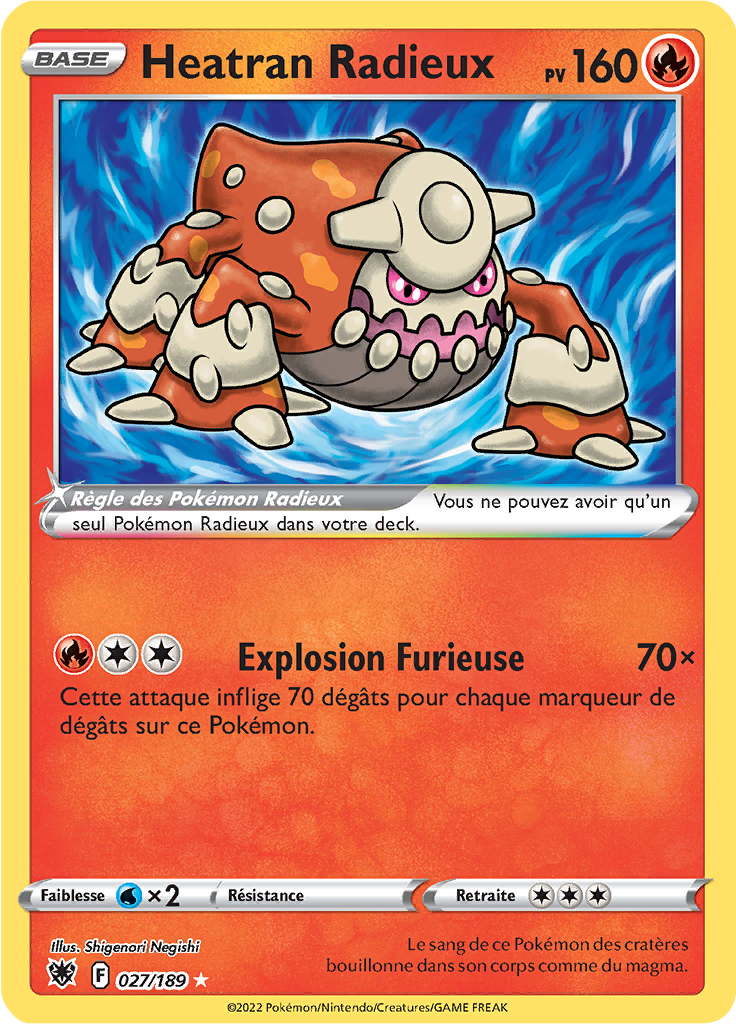 BASE
Heatran Radieux
PV 160
Règle des Pokémon Radieux Vous ne pouvez avoir qu'un
seul Pokémon Radieux dans votre deck.
Explosion Furieuse 70×
Cette attaque inflige 70 dégâts pour chaque marqueur de
dégâts sur ce Pokémon.
Faiblesse ×2 Résistance Retraite
Illus. Shigenori Negishi
Le sang de ce Pokémon des cratères
bouillonne dans son corps comme du magma.
F 027/189
©2022 Pokémon/Nintendo/Creatures/GAME FREAK